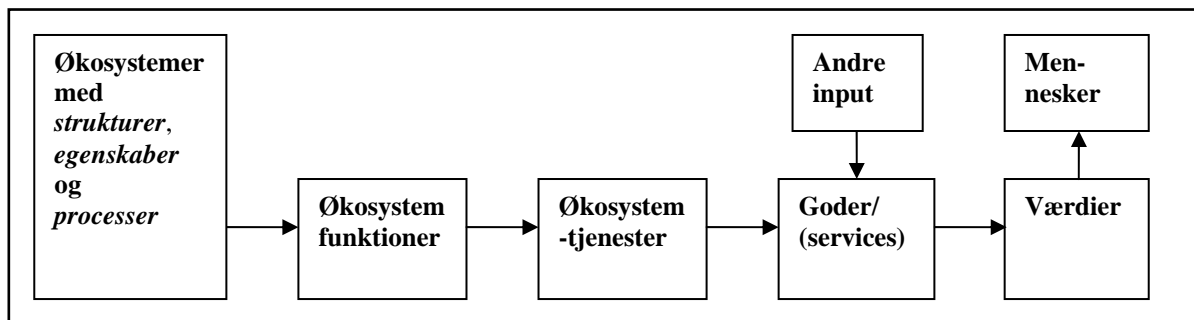 Økosystemer
med
strukturer,
egenskaber
og
processer
Økosystem
funktioner
Økosystem
-tjenester
Andre
input
Goder/
(services)
Men-
nesker
Værdier